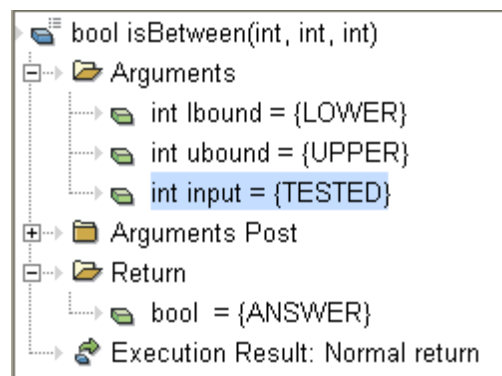 bool isBetween(int, int, int)
Arguments
int lbound = {LOWER}
int ubound = {UPPER}
int input = {TESTED}
Arguments Post
Return
bool = {ANSWER}
Execution Result: Normal return